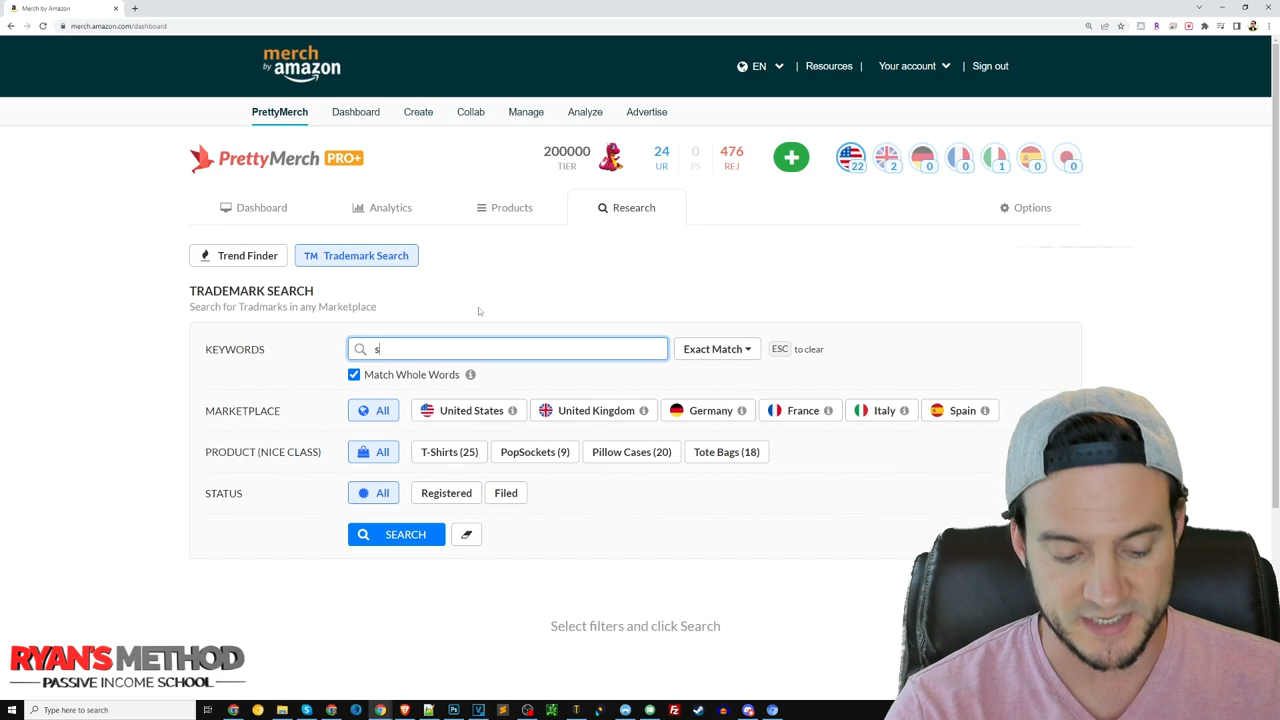 Merch by Amazon
merch.amazon.com/dashboard
merch by amazon
EN | Resources | Your account | Sign out
PrettyMerch Dashboard Create Collab Manage Analyze Advertise
PrettyMerch PRO+
200000 TIER
24 UR
0 PS
476 REJ
22 2 0 0 1 0 0
Dashboard Analytics Products Research Options
Trend Finder TM Trademark Search
TRADEMARK SEARCH
Search for Tradmarks in any Marketplace
KEYWORDS s Exact Match ESC to clear
Match Whole Words
MARKETPLACE All United States United Kingdom Germany France Italy Spain
PRODUCT (NICE CLASS) All T-Shirts (25) PopSockets (9) Pillow Cases (20) Tote Bags (18)
STATUS All Registered Filed
SEARCH
Select filters and click Search
RYAN'S METHOD
PASSIVE INCOME SCHOOL
Type here to search